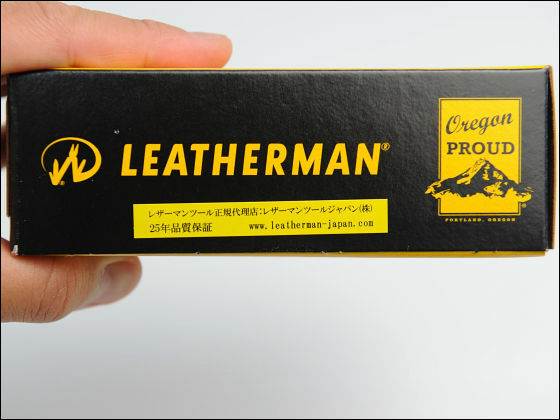 LEATHERMAN®
レザーマンツール正規代理店:レザーマンツールジャパン(株)
25年品質保証 www.leatherman-japan.com
Oregon
PROUD
PORTLAND, OREGON